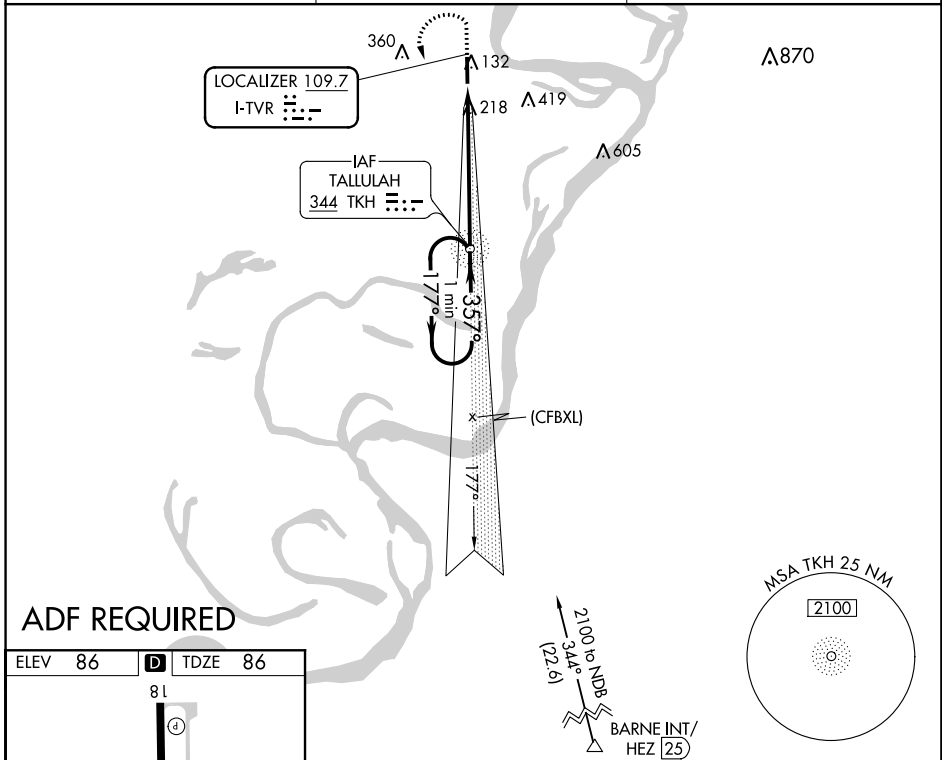 360
132
870
LOCALIZER 109.7
I-TVR
218
419
605
IAF
TALLULAH
344 TKH
177°
1 min
357°
(CFBXL)
177°
MSA TKH 25 NM
2100
ADF REQUIRED
2100 to NDB
344°
(22.6)
BARNE INT/
HEZ 25
ELEV 86 D TDZE 86
18
P